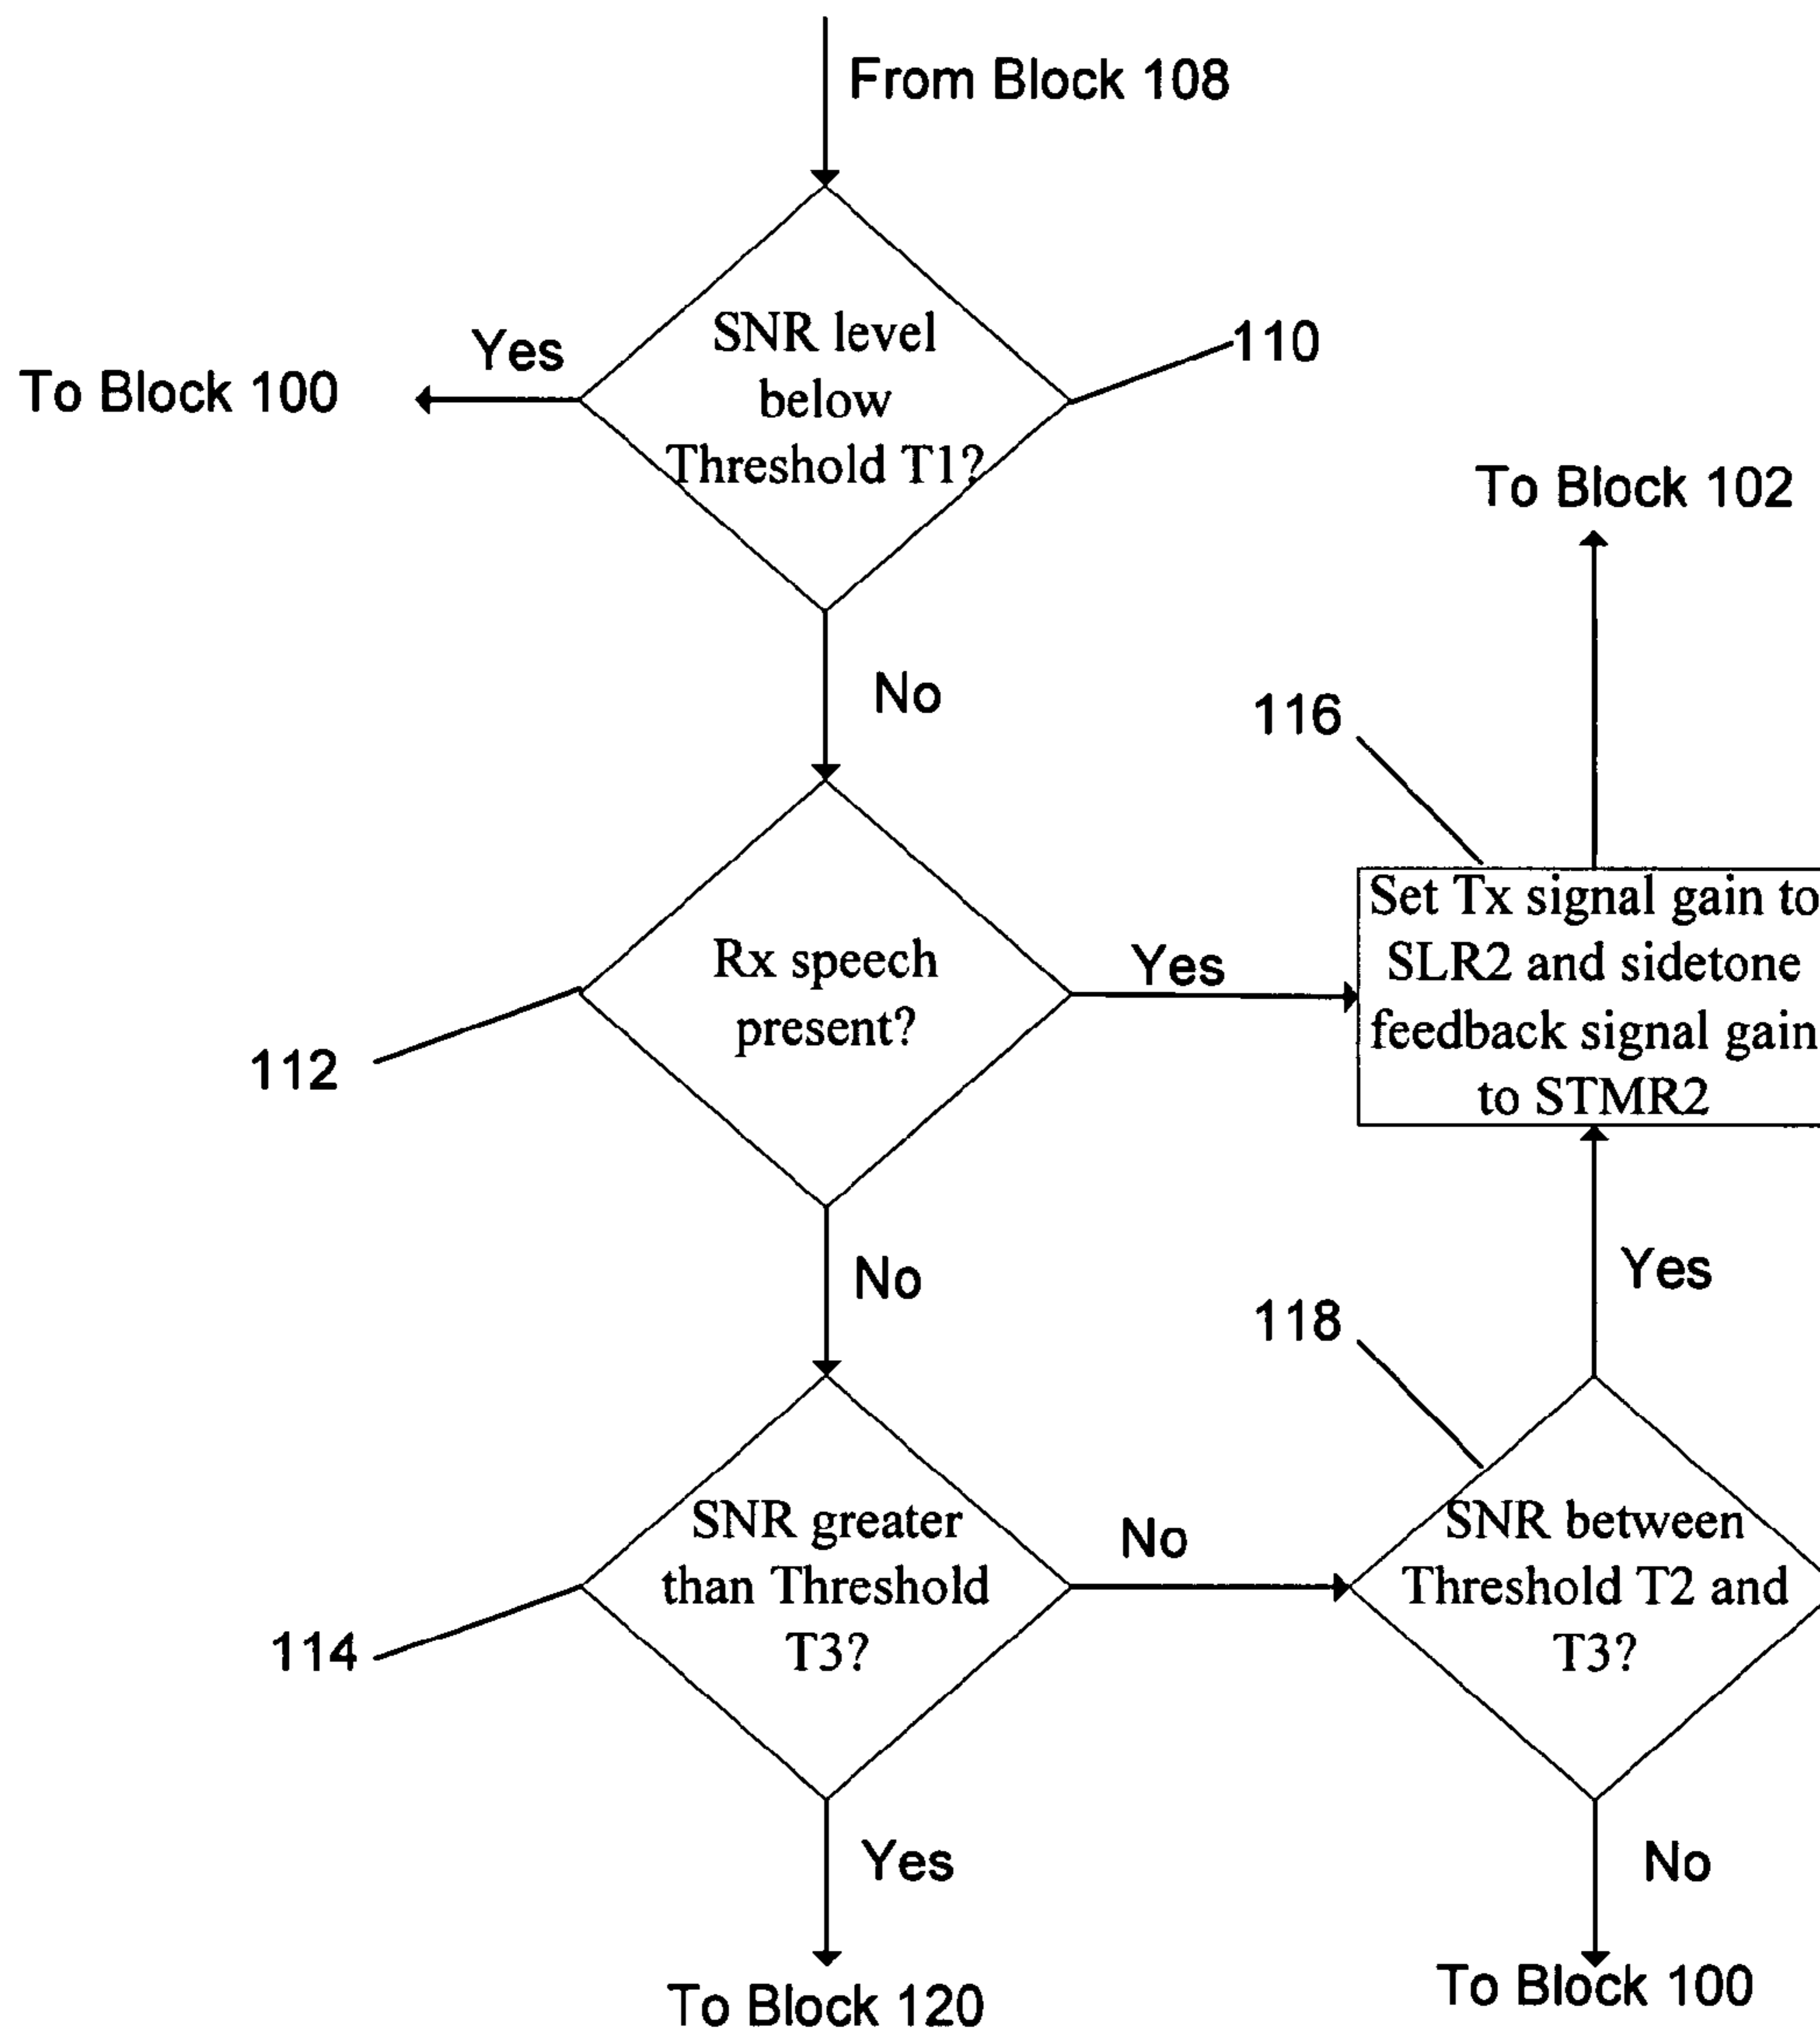 From Block 108
SNR level
below
Threshold T1?
110
Yes
To Block 100
To Block 102
No
116
Set Tx signal gain to
SLR2 and sidetone
feedback signal gain
to STMR2
Rx speech
present?
Yes
112
No
Yes
118
SNR greater
than Threshold
T3?
No
SNR between
Threshold T2 and
T3?
114
Yes
No
To Block 120
To Block 100